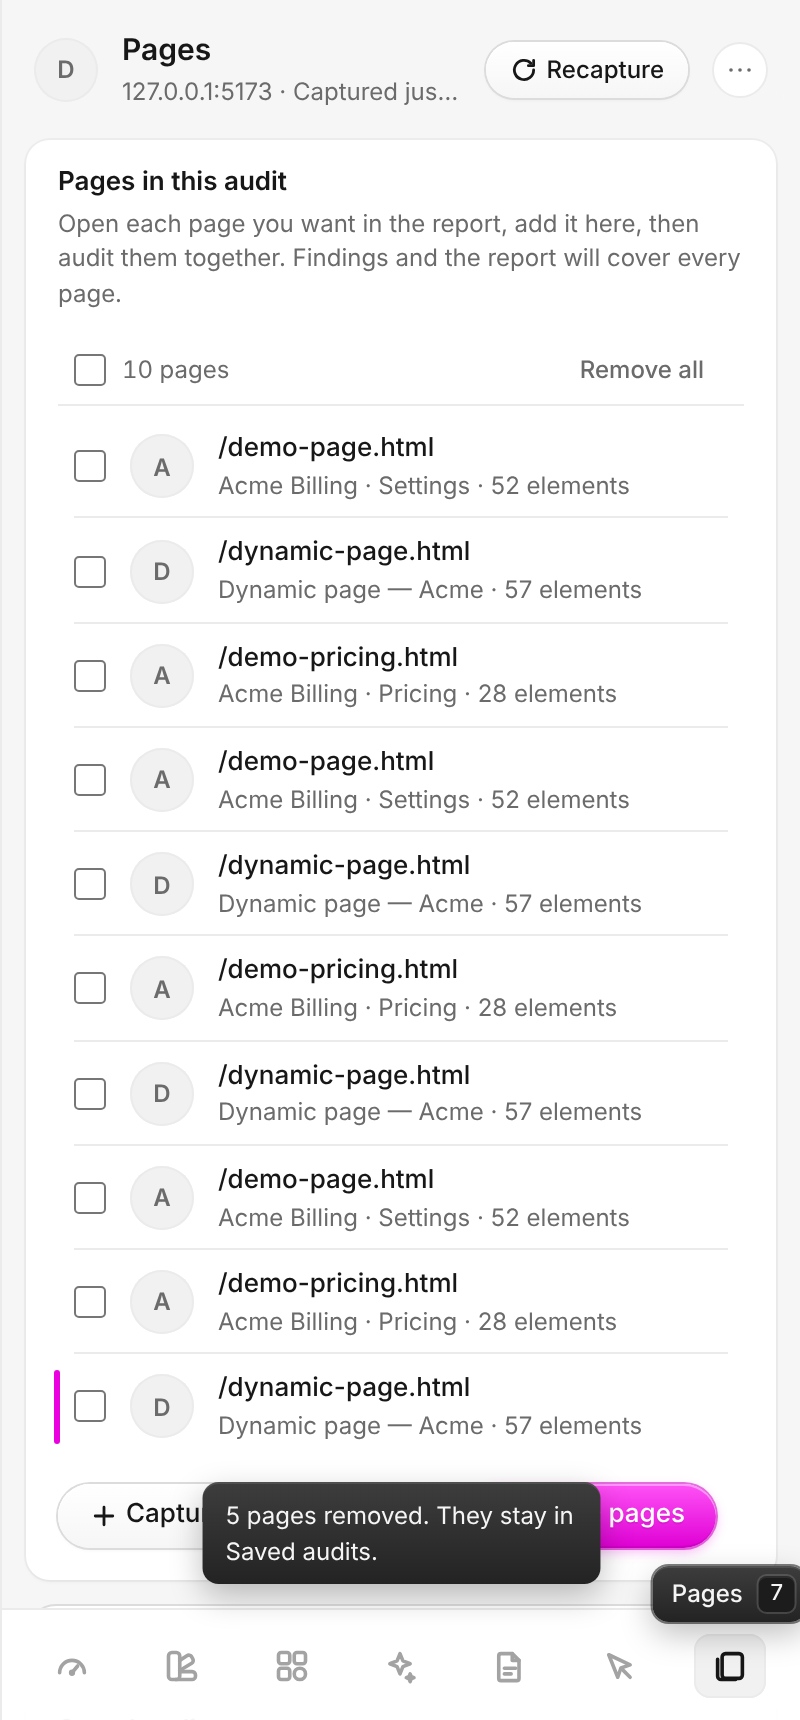 D
Pages
127.0.0.1:5173 · Captured jus...
Recapture
Pages in this audit
Open each page you want in the report, add it here, then
audit them together. Findings and the report will cover every
page.
10 pages
Remove all
A
/demo-page.html
Acme Billing · Settings · 52 elements
D
/dynamic-page.html
Dynamic page — Acme · 57 elements
A
/demo-pricing.html
Acme Billing · Pricing · 28 elements
A
/demo-page.html
Acme Billing · Settings · 52 elements
D
/dynamic-page.html
Dynamic page — Acme · 57 elements
A
/demo-pricing.html
Acme Billing · Pricing · 28 elements
D
/dynamic-page.html
Dynamic page — Acme · 57 elements
A
/demo-page.html
Acme Billing · Settings · 52 elements
A
/demo-pricing.html
Acme Billing · Pricing · 28 elements
D
/dynamic-page.html
Dynamic page — Acme · 57 elements
pages
5 pages removed. They stay in
Saved audits.
Pages 7